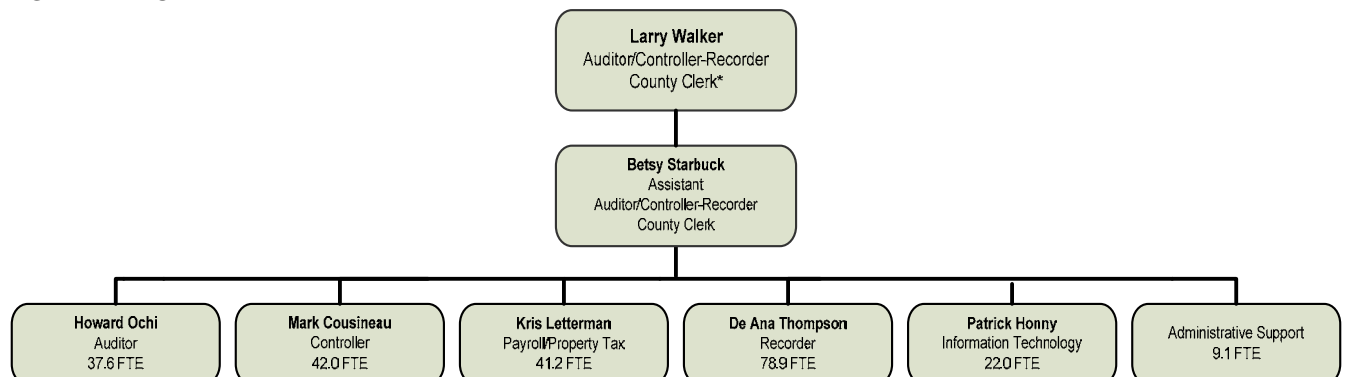 Larry Walker
Auditor/Controller-Recorder
County Clerk*
Betsy Starbuck
Assistant
Auditor/Controller-Recorder
County Clerk
Howard Ochi
Auditor
37.6 FTE
Mark Cousineau
Controller
42.0 FTE
Kris Letterman
Payroll/Property Tax
41.2 FTE
De Ana Thompson
Recorder
78.9 FTE
Patrick Honny
Information Technology
22.0 FTE
Administrative Support
9.1 FTE